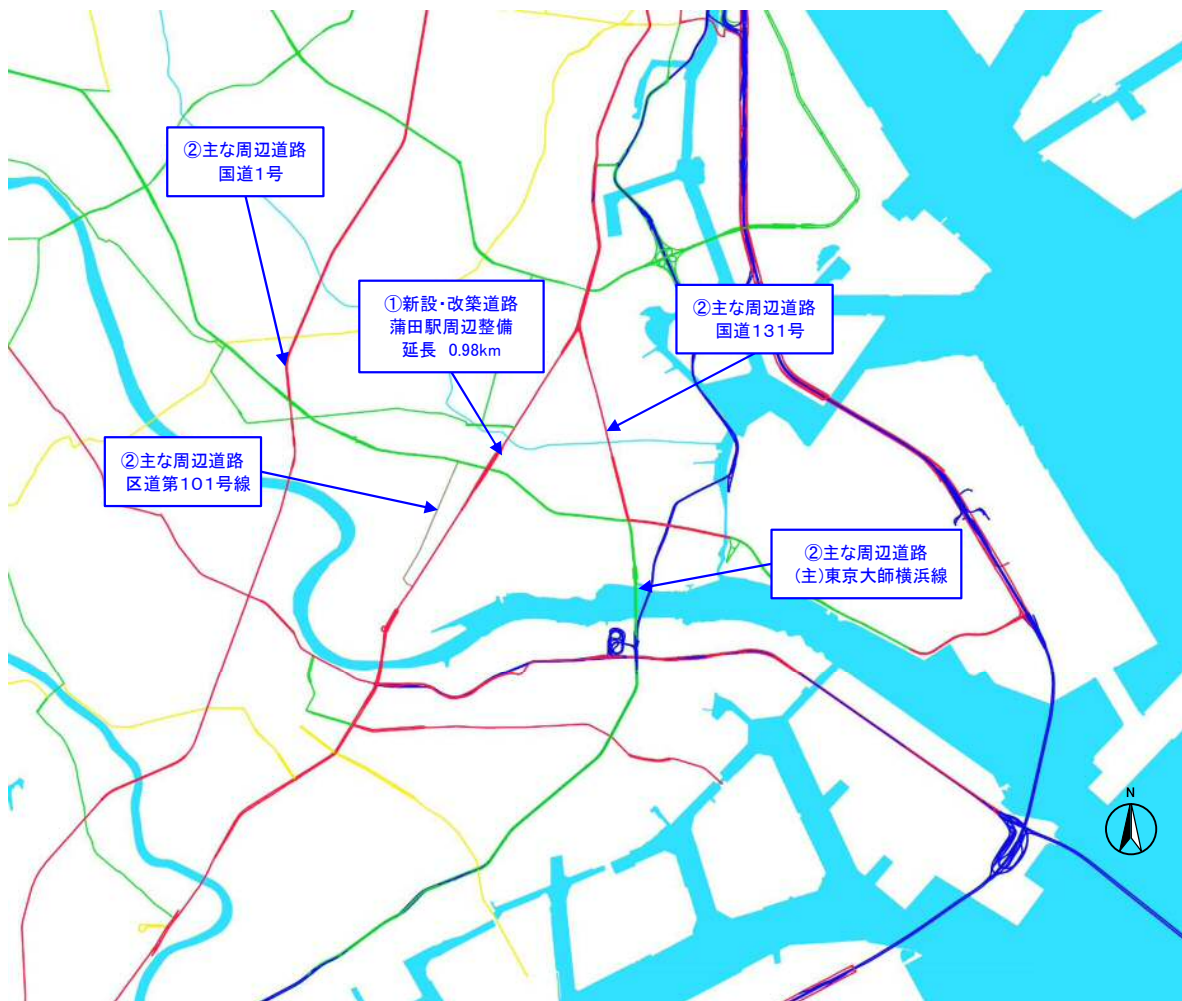 ②主な周辺道路
国道1号
①新設・改築道路
蒲田駅周辺整備
延長 0.98km
②主な周辺道路
国道131号
②主な周辺道路
区道第101号線
②主な周辺道路
(主)東京大師横浜線
N